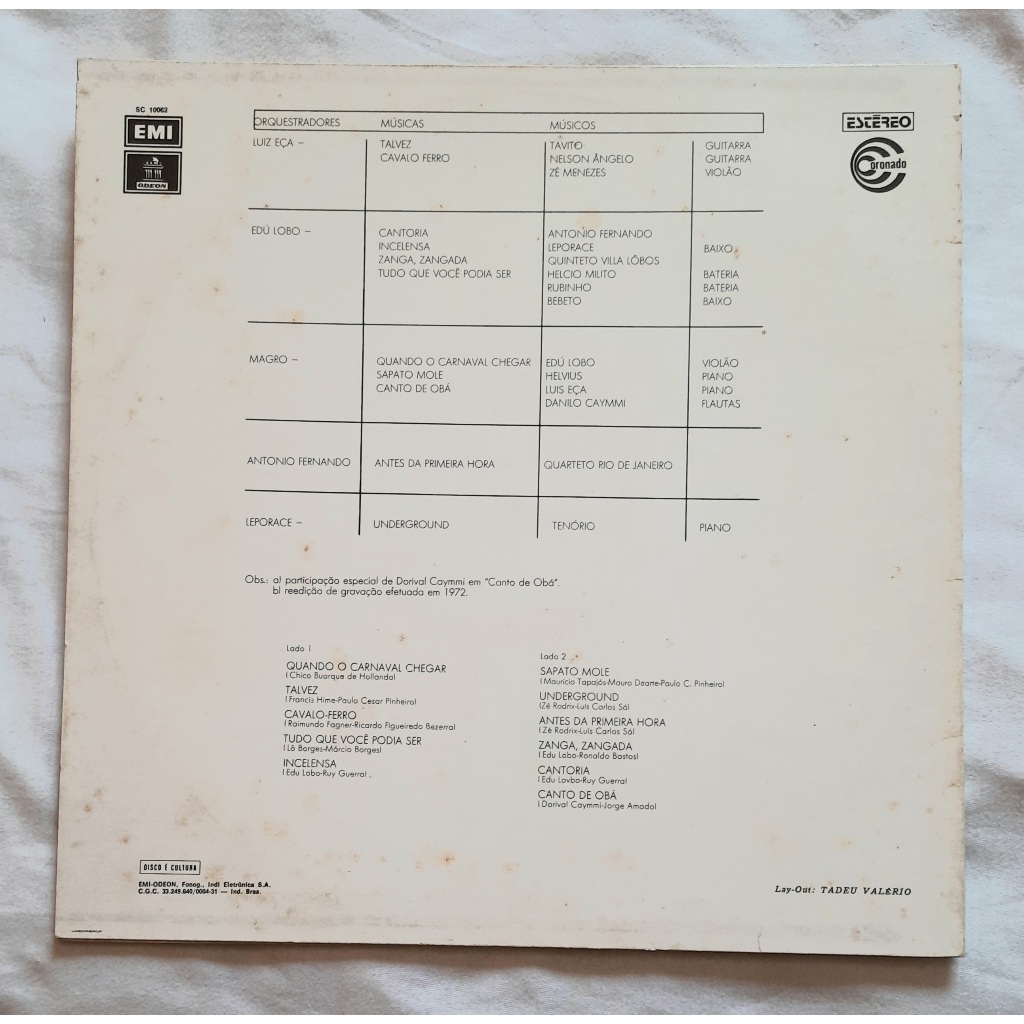 SC 10062
EMI
ODEON
ESTÉREO
Coronado
ORQUESTRADORES MÚSICAS MÚSICOS
LUIZ EÇA – TALVEZ TAVITO GUITARRA
CAVALO FERRO NELSON ÂNGELO GUITARRA
ZÉ MENEZES VIOLÃO
EDÚ LOBO – CANTORIA ANTONIO FERNANDO
INCELENSA LEPORACE BAIXO
ZANGA, ZANGADA QUINTETO VILLA LÔBOS
TUDO QUE VOCÊ PODIA SER HELCIO MILITO BATERIA
RUBINHO BATERIA
BEBETO BAIXO
MAGRO – QUANDO O CARNAVAL CHEGAR EDÚ LOBO VIOLÃO
SAPATO MOLE HELVIUS PIANO
CANTO DE OBÁ LUIS EÇA PIANO
DANILO CAYMMI FLAUTAS
ANTONIO FERNANDO ANTES DA PRIMEIRA HORA QUARTETO RIO DE JANEIRO
LEPORACE – UNDERGROUND TENÓRIO PIANO
Obs.: a) participação especial de Dorival Caymmi em "Canto de Obá".
b) reedição de gravação efetuada em 1972.
Lado 1
QUANDO O CARNAVAL CHEGAR
(Chico Buarque de Hollanda)
TALVEZ
(Francis Hime-Paulo Cesar Pinheiro)
CAVALO-FERRO
(Raimundo Fagner-Ricardo Figueiredo Bezerra)
TUDO QUE VOCÊ PODIA SER
(Lô Borges-Márcio Borges)
INCELENSA
(Edu Lobo-Ruy Guerra)
Lado 2
SAPATO MOLE
(Maurício Tapajós-Mauro Dearte-Paulo C. Pinheiro)
UNDERGROUND
(Zé Rodrix-Luís Carlos Sá)
ANTES DA PRIMEIRA HORA
(Zé Rodrix-Luís Carlos Sá)
ZANGA, ZANGADA
(Edu Lobo-Ronaldo Bastos)
CANTORIA
(Edu Lovbo-Ruy Guerra)
CANTO DE OBÁ
(Dorival Caymmi-Jorge Amado)
DISCO É CULTURA
EMI-ODEON, Fonog., Indl Eletrônica S.A.
C.G.C. 33.249.640/0004-31 — Ind. Bras.
Lay-Out: TADEU VALÉRIO